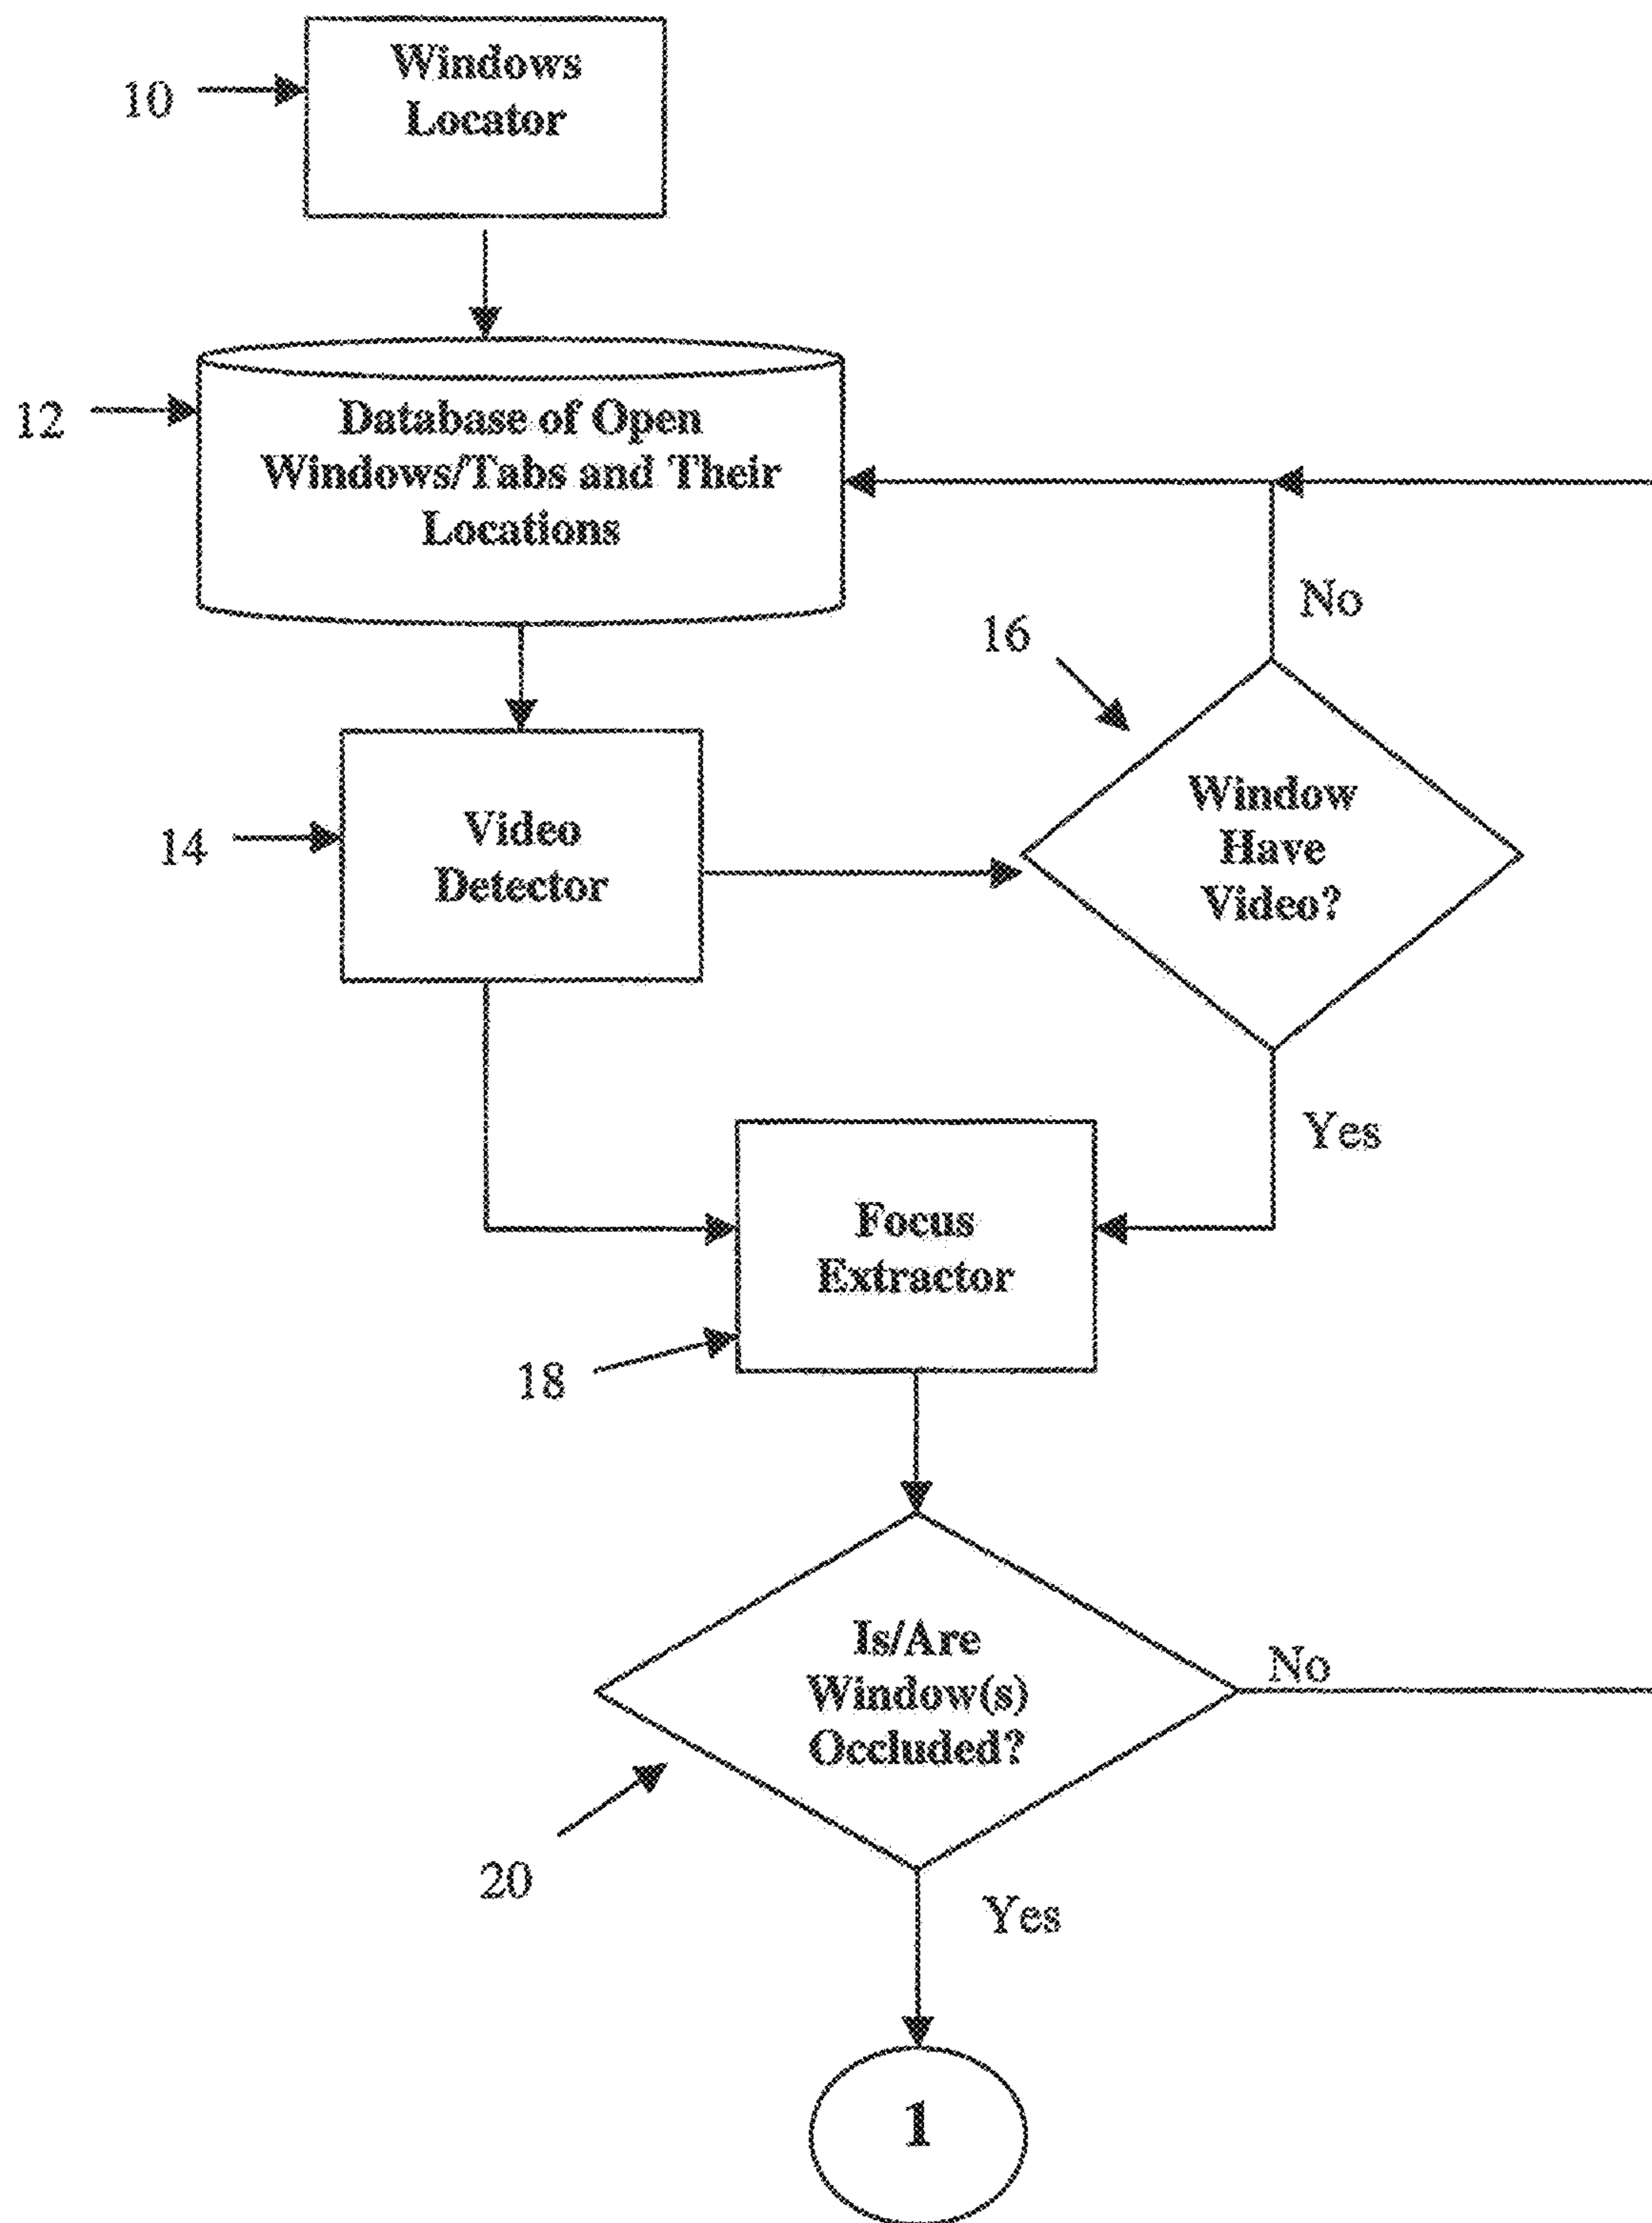 Windows
Locator
10
12
Database of Open
Windows/Tabs and Their
Locations
No
16
Window
Have
Video?
14
Video
Detector
Yes
Focus
Extractor
18
Is/Are
Window(s)
Occluded?
No
20
Yes
1